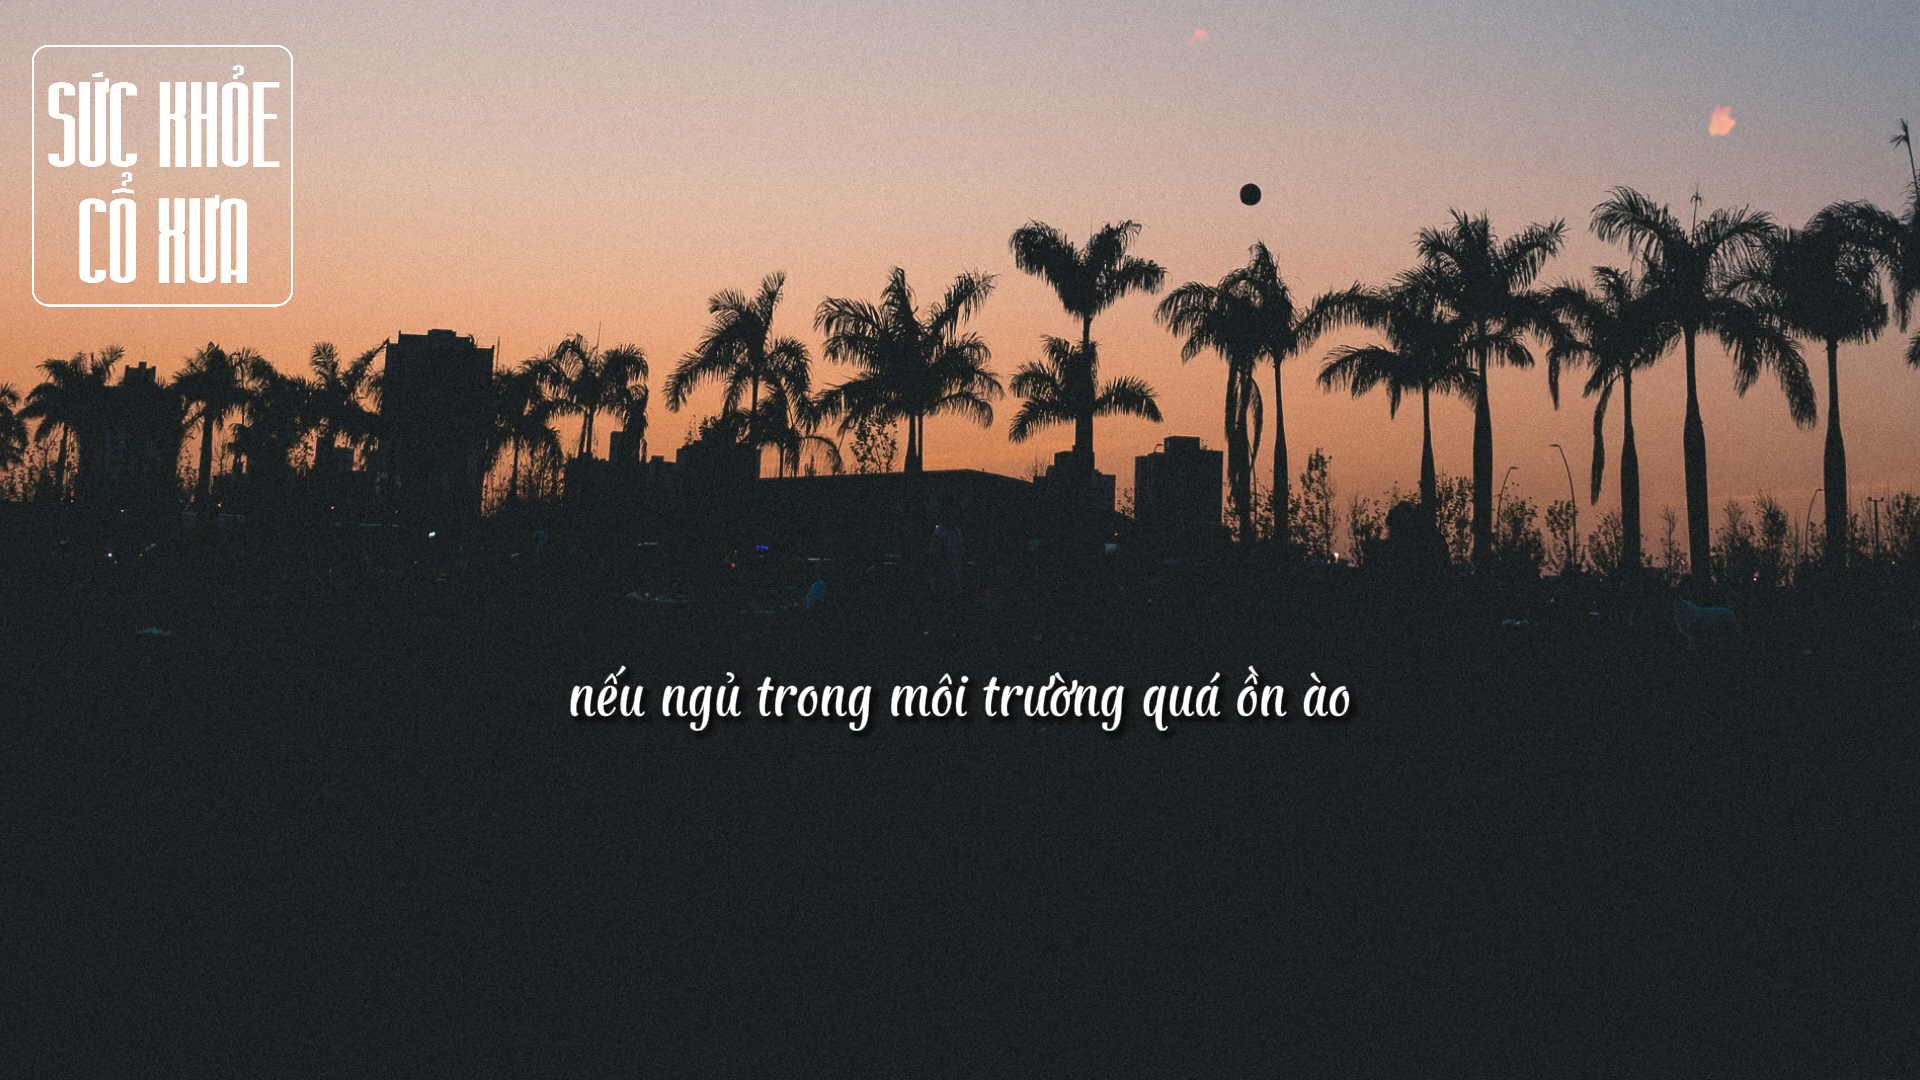 SỨC KHỎE
CỔ XƯA
nếu ngủ trong môi trường quá ồn ào